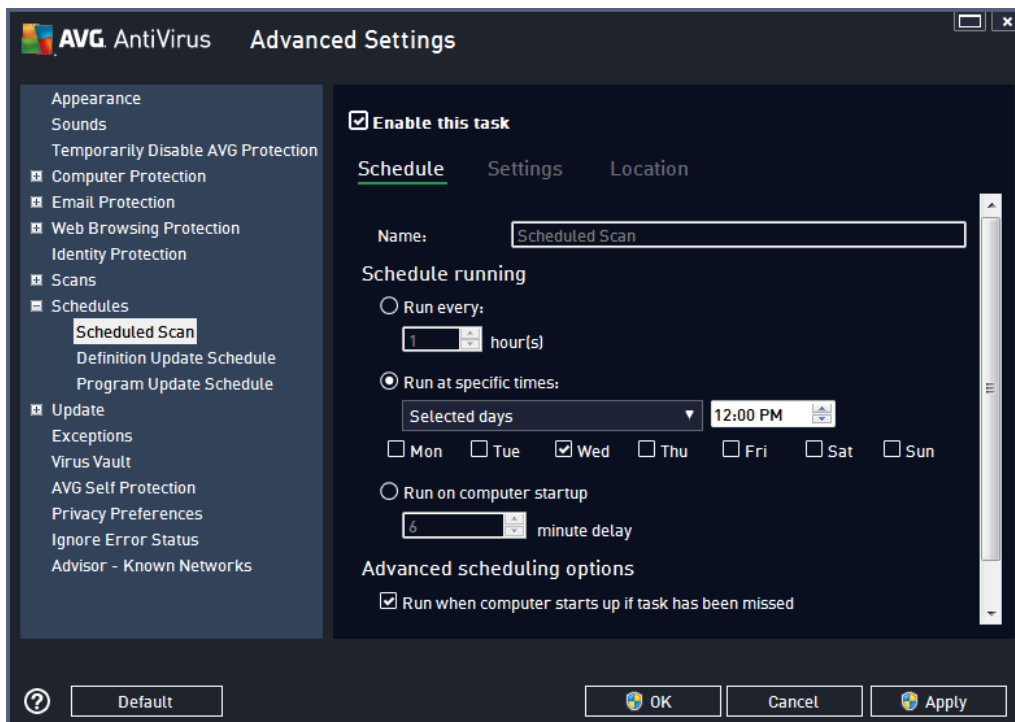 AVG AntiVirus Advanced Settings
Appearance
Sounds
Temporarily Disable AVG Protection
Computer Protection
Email Protection
Web Browsing Protection
Identity Protection
Scans
Schedules
Scheduled Scan
Definition Update Schedule
Program Update Schedule
Update
Exceptions
Virus Vault
AVG Self Protection
Privacy Preferences
Ignore Error Status
Advisor - Known Networks
Enable this task
Schedule Settings Location
Name: Scheduled Scan
Schedule running
Run every:
1 hour(s)
Run at specific times:
Selected days 12:00 PM
Mon Tue Wed Thu Fri Sat Sun
Run on computer startup
6 minute delay
Advanced scheduling options
Run when computer starts up if task has been missed
? Default OK Cancel Apply